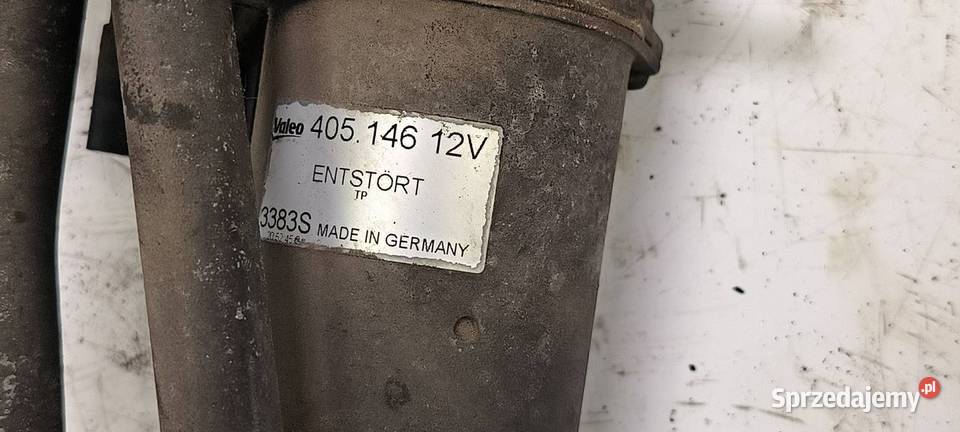 Valeo 405.146 12V
ENTSTÖRT
TP
3383S MADE IN GERMANY
Sprzedajemy.pl